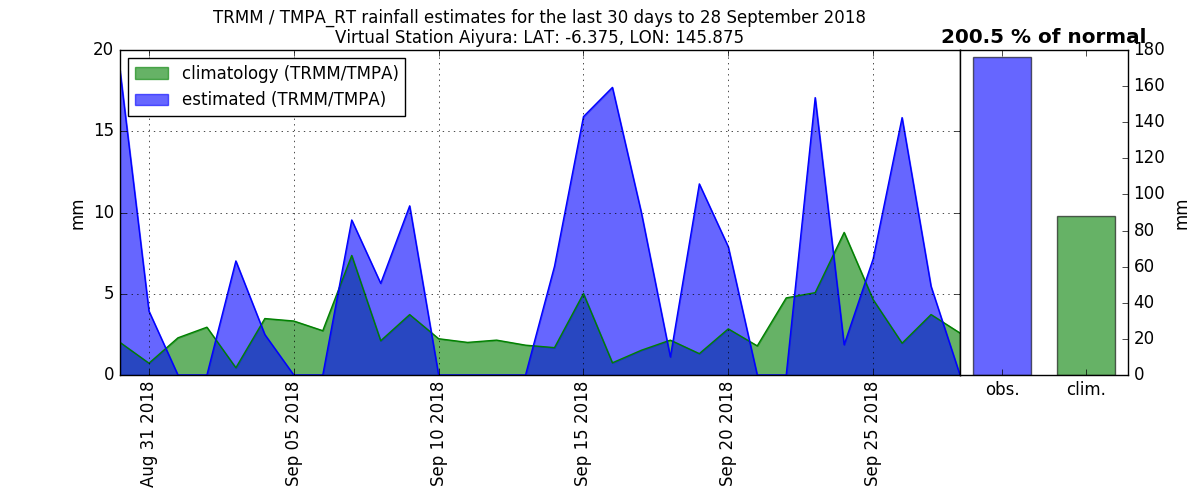 TRMM / TMPA_RT rainfall estimates for the last 30 days to 28 September 2018
Virtual Station Aiyura: LAT: -6.375, LON: 145.875
200.5 % of normal
climatology (TRMM/TMPA)
estimated (TRMM/TMPA)
20
15
10
5
0
mm
Aug 31 2018
Sep 05 2018
Sep 10 2018
Sep 15 2018
Sep 20 2018
Sep 25 2018
180
160
140
120
100
80
60
40
20
0
mm
obs.
clim.